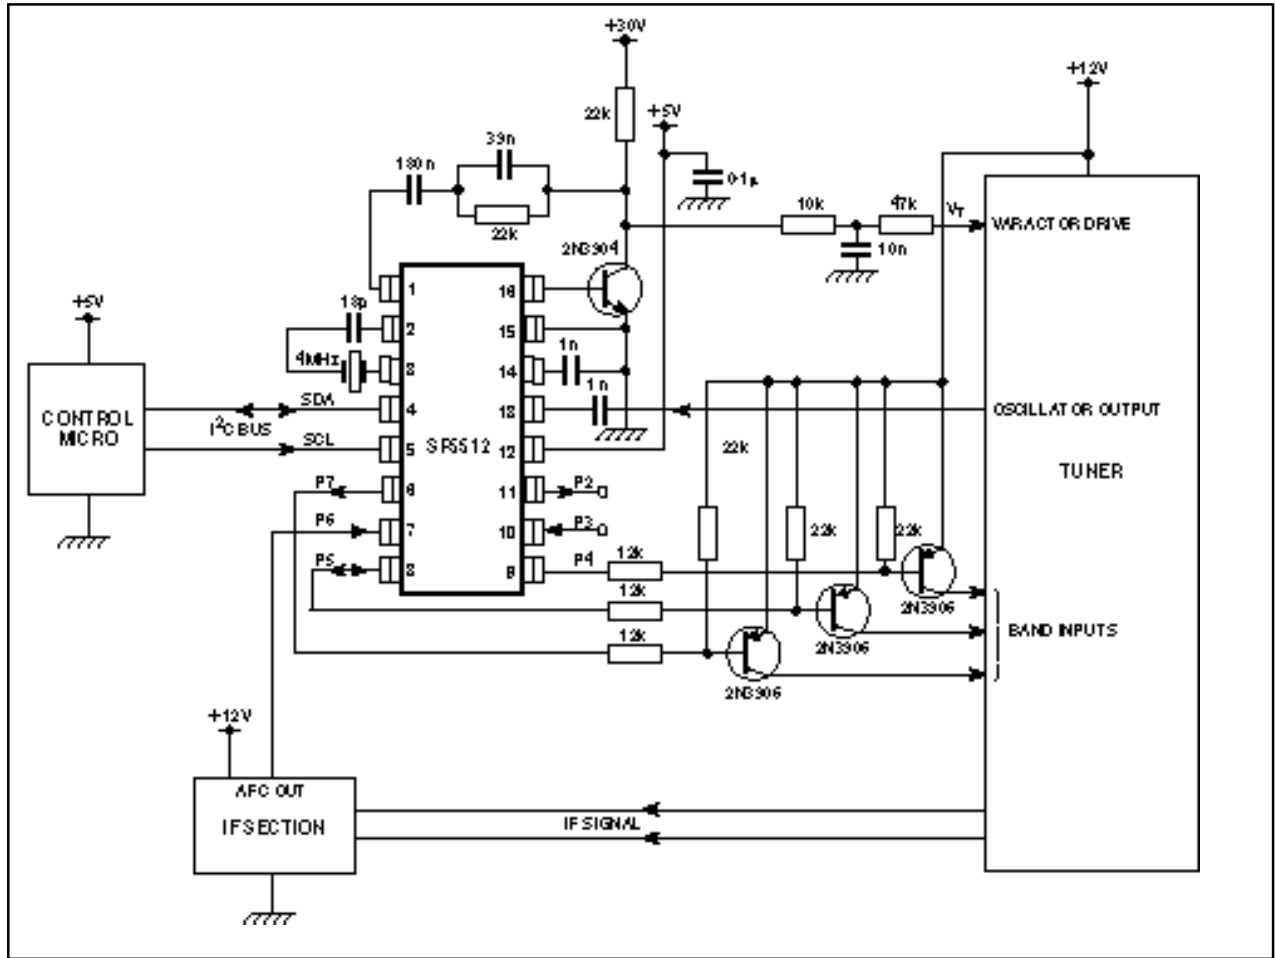 +30V
+12V
22k
+5V
39n
180n
0·1µ
10k
47k
VT
VARACTOR DRIVE
22k
10n
2N3904
+5V
18p
1
16
2
15
4MHz
3
1n
14
1n
CONTROL
MICRO
SDA
4
13
OSCILLATOR OUTPUT
I2C BUS
SCL
5
SP5512
12
22k
TUNER
P7
6
11
P2
P6
7
10
P3
22k
22k
P5
8
9
P4
12k
12k
2N3906
12k
BAND INPUTS
2N3906
2N3906
+12V
AFC OUT
IF SECTION
IF SIGNAL